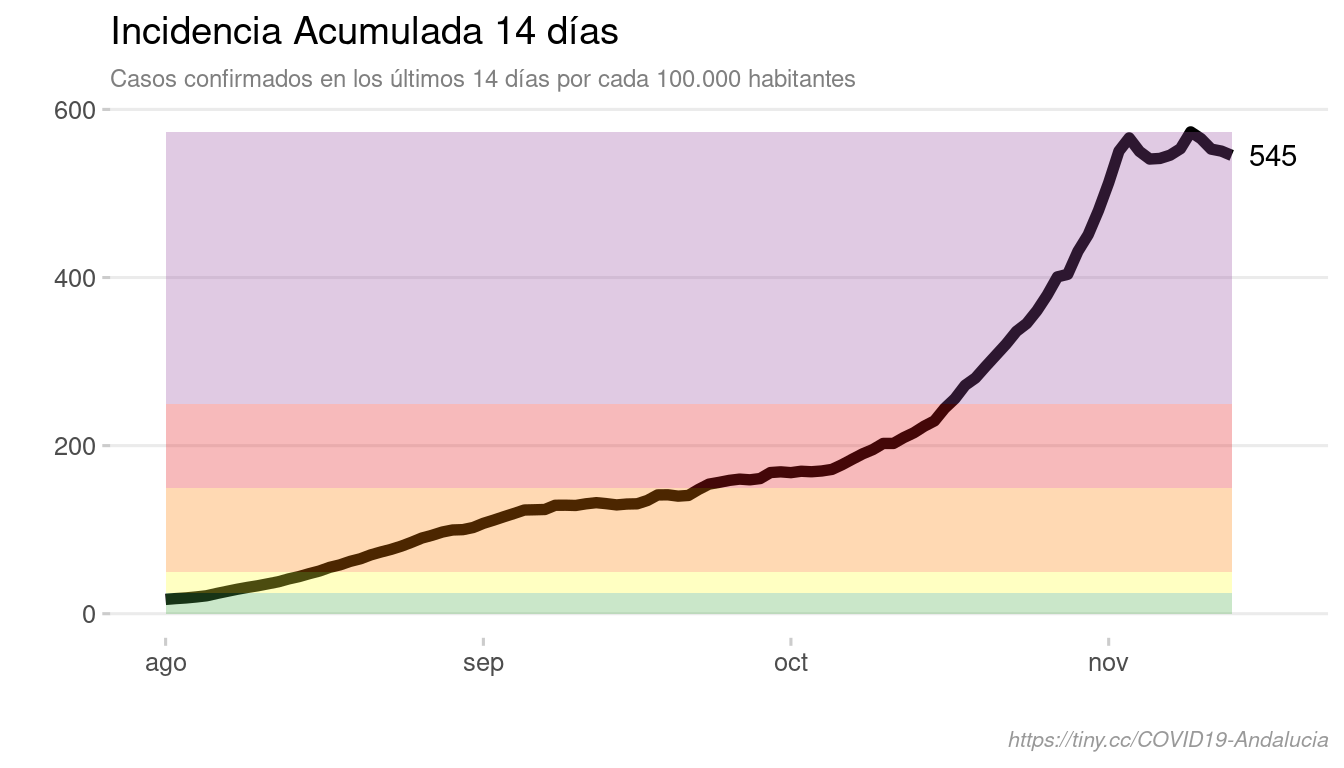 Incidencia Acumulada 14 días
Casos confirmados en los últimos 14 días por cada 100.000 habitantes
600
400
200
0
545
ago sep oct nov
https://tiny.cc/COVID19-Andalucia